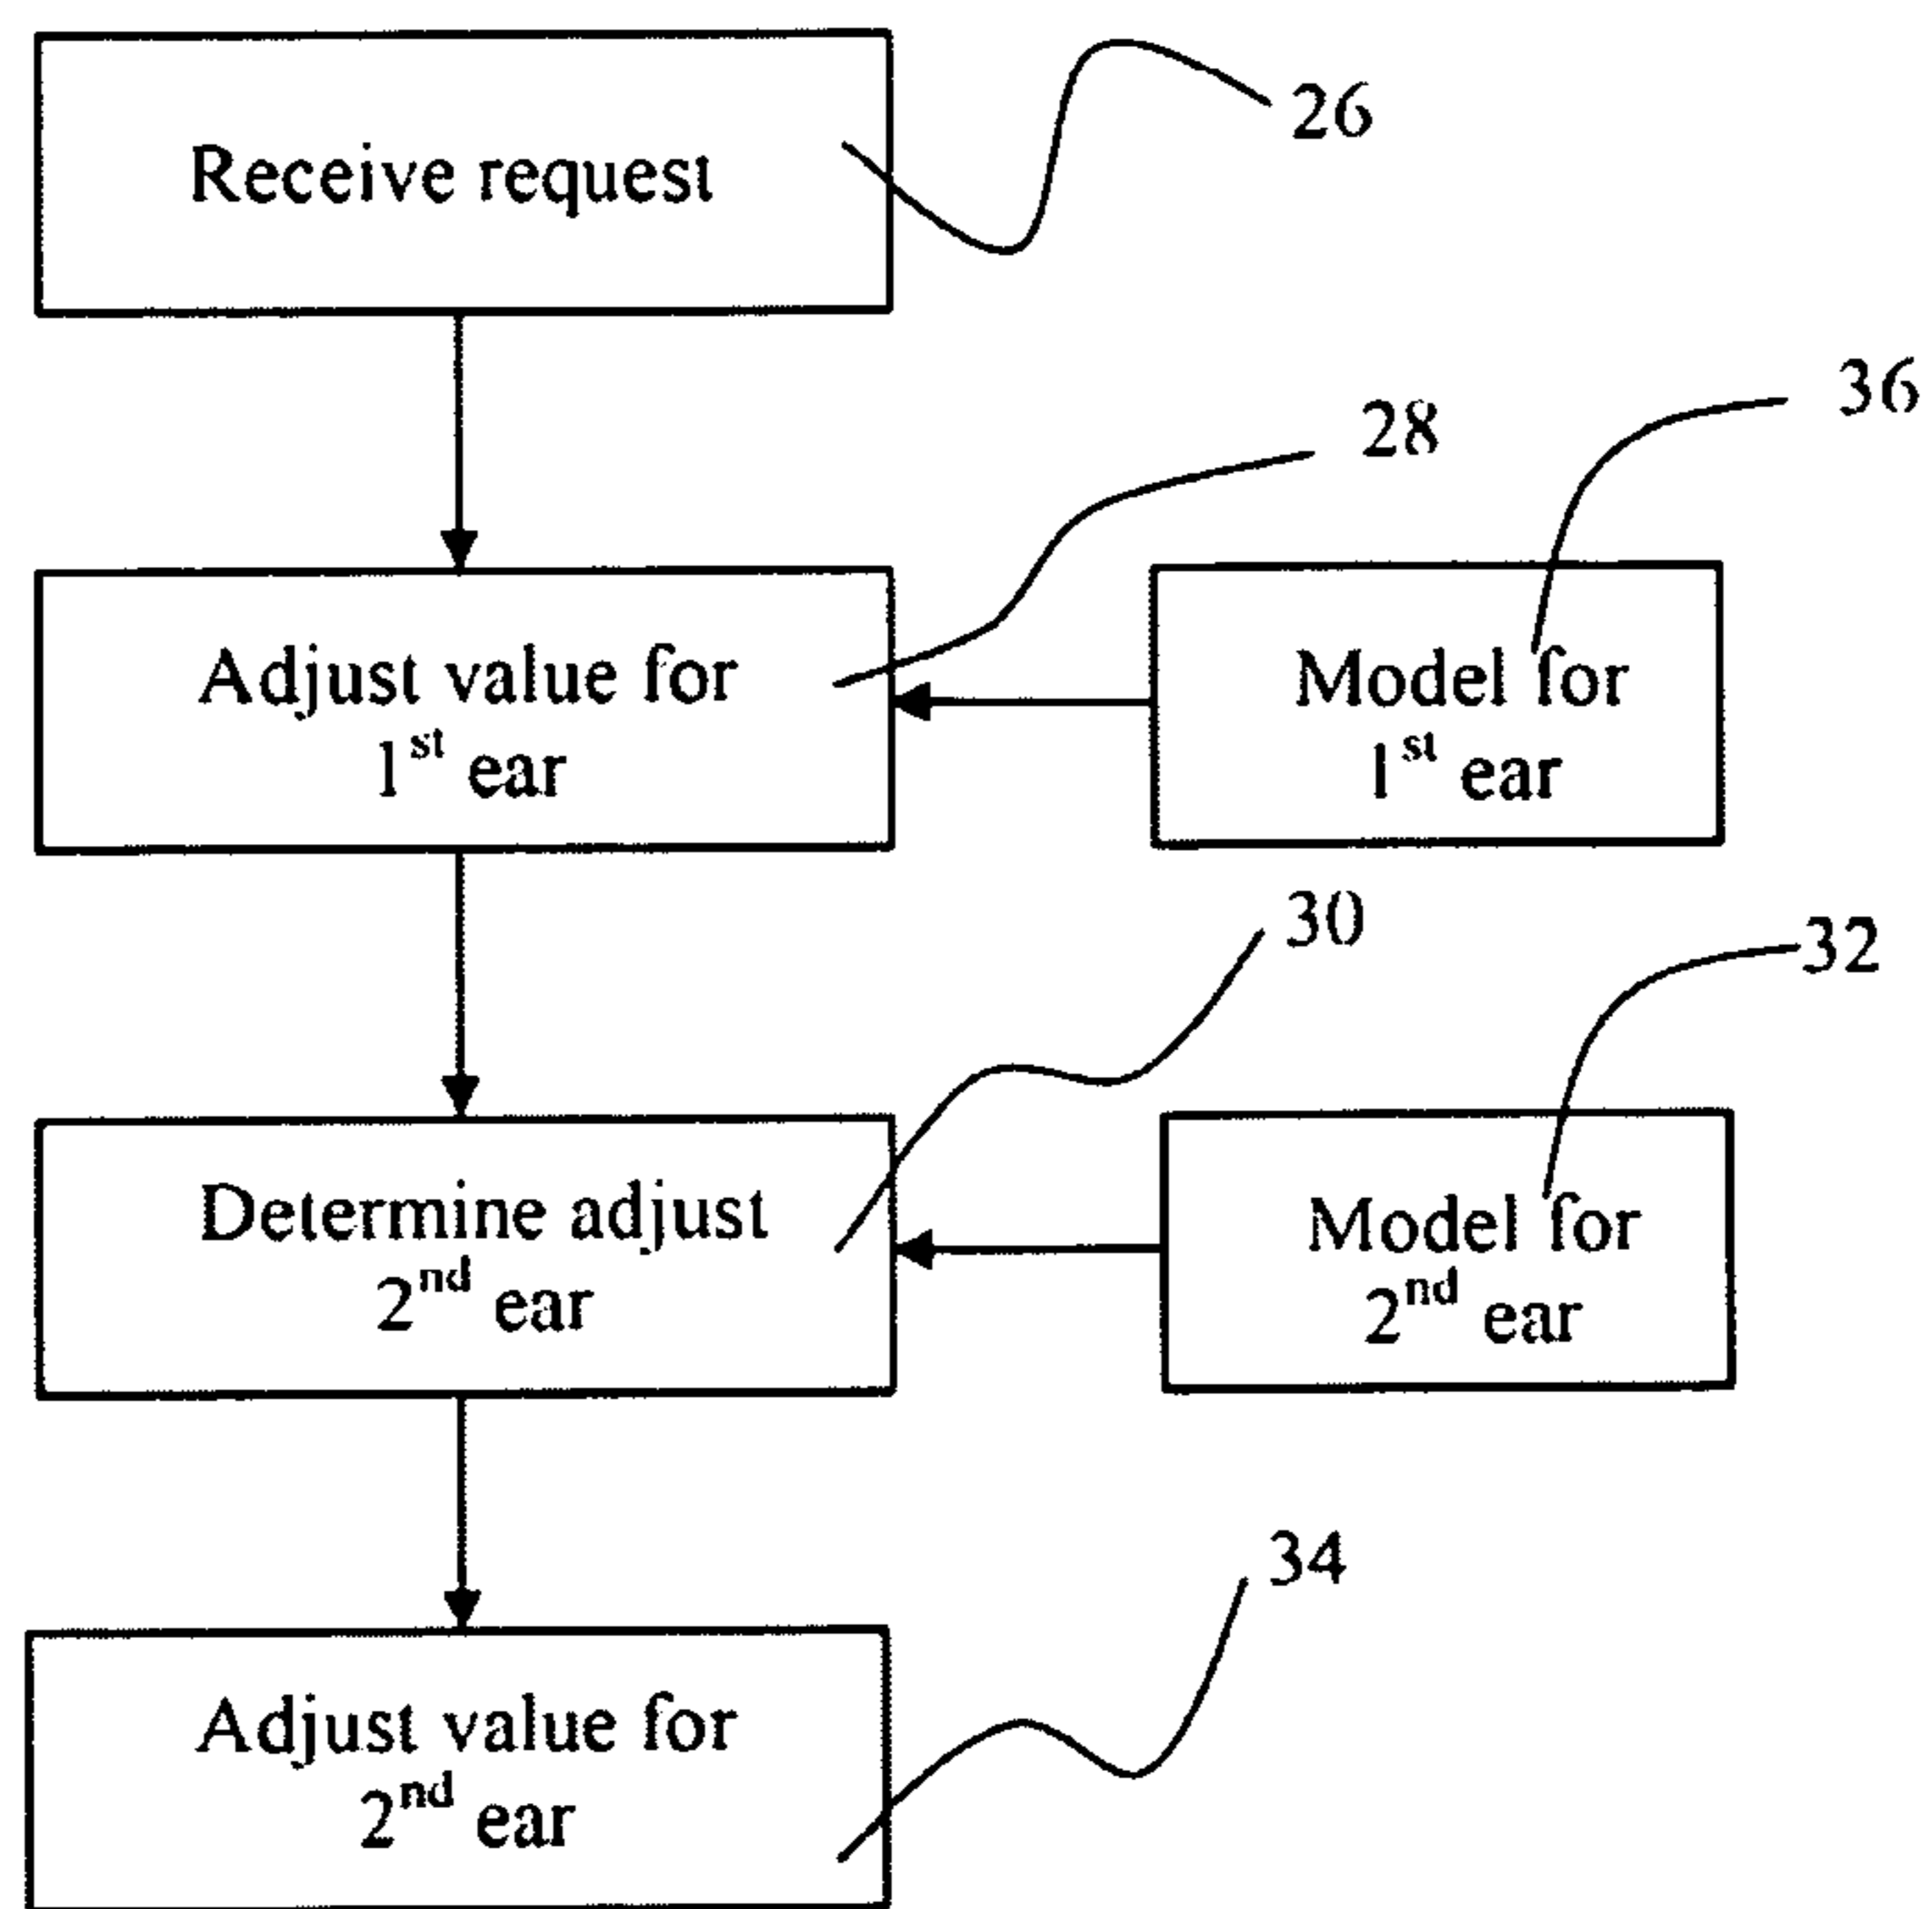 Receive request
26
36
28
Adjust value for
1st ear
Model for
1st ear
30
32
Determine adjust
2nd ear
Model for
2nd ear
34
Adjust value for
2nd ear